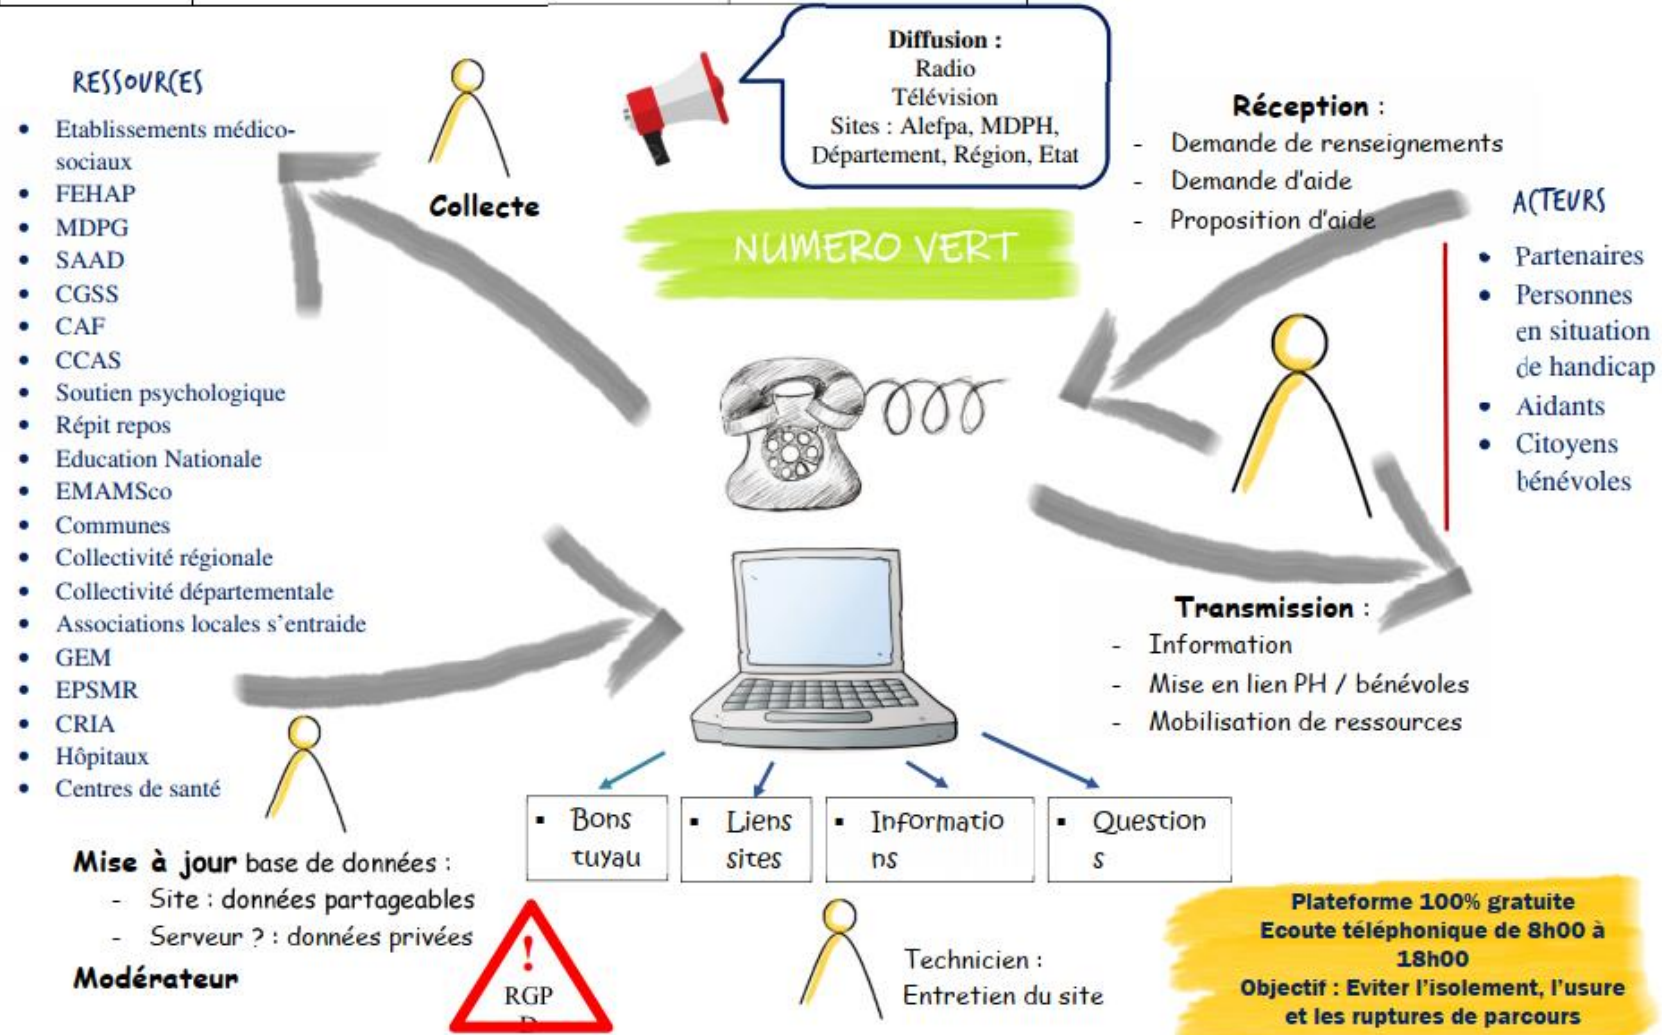 RESSOURCES
• Etablissements médico-
sociaux
• FEHAP
• MDPG
• SAAD
• CGSS
• CAF
• CCAS
• Soutien psychologique
• Répit repos
• Education Nationale
• EMAMSco
• Communes
• Collectivité régionale
• Collectivité départementale
• Associations locales s’entraide
• GEM
• EPSMR
• CRIA
• Hôpitaux
• Centres de santé
Collecte
Diffusion :
Radio
Télévision
Sites : Alefpa, MDPH,
Département, Région, Etat
NUMERO VERT
Réception :
- Demande de renseignements
- Demande d’aide
- Proposition d’aide
ACTEURS
• Partenaires
• Personnes
en situation
de handicap
• Aidants
• Citoyens
bénévoles
Transmission :
- Information
- Mise en lien PH / bénévoles
- Mobilisation de ressources
▪ Bons
tuyau
▪ Liens
sites
▪ Informatio
ns
▪ Question
s
Mise à jour base de données :
- Site : données partageables
- Serveur ? : données privées
Modérateur
!
RGP
D
Technicien :
Entretien du site
Plateforme 100% gratuite
Ecoute téléphonique de 8h00 à
18h00
Objectif : Eviter l’isolement, l’usure
et les ruptures de parcours